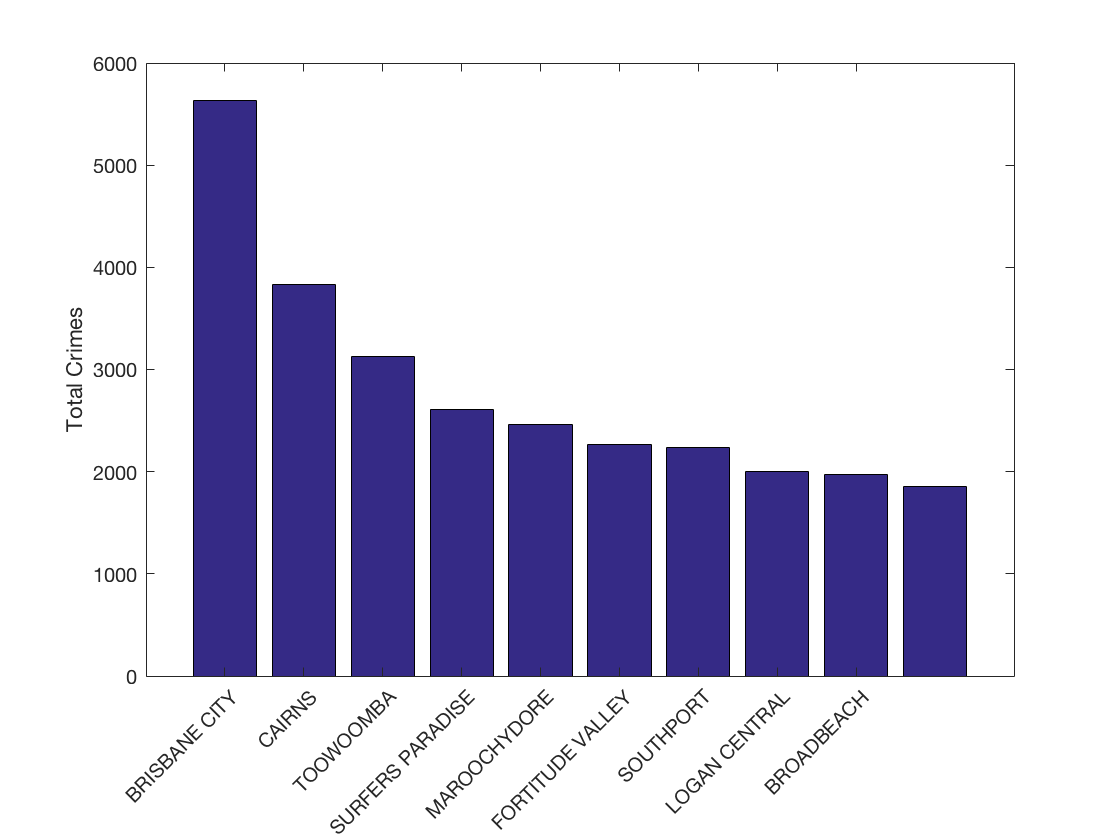 6000
5000
4000
3000
2000
1000
0
Total Crimes
BRISBANE CITY
CAIRNS
TOOWOOMBA
SURFERS PARADISE
MAROOCHYDORE
FORTITUDE VALLEY
SOUTHPORT
LOGAN CENTRAL
BROADBEACH